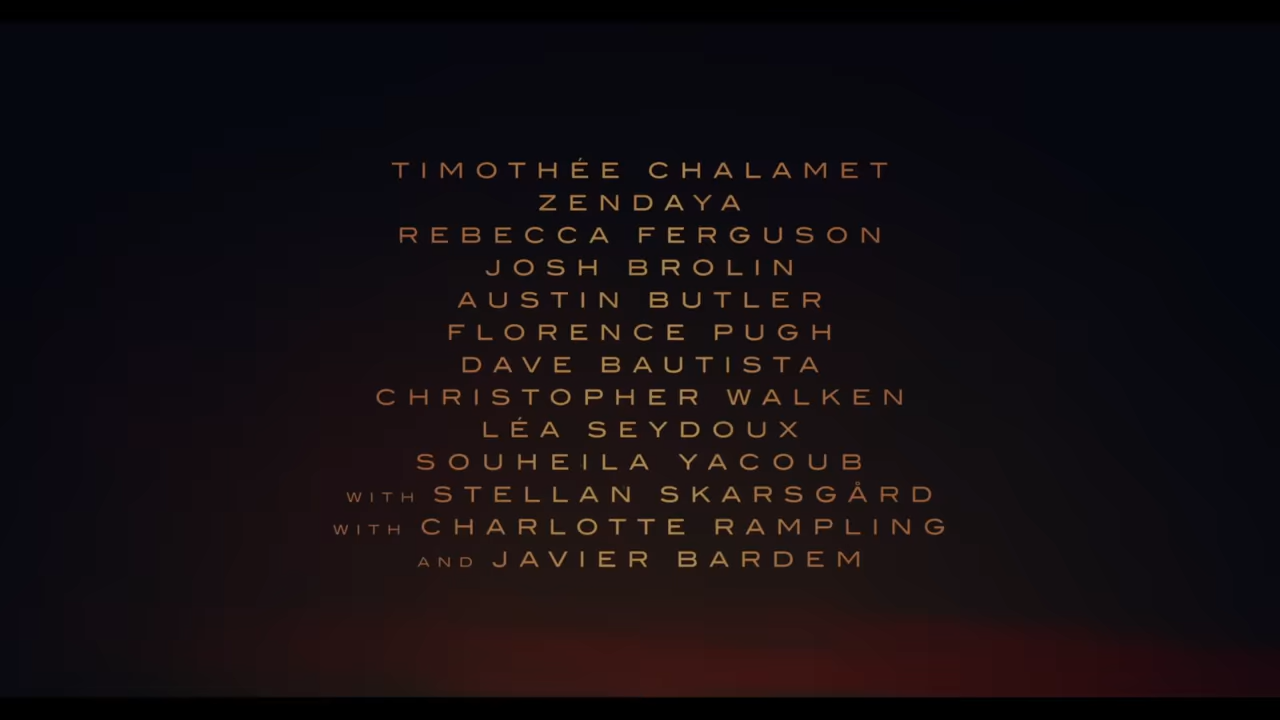 TIMOTHÉE CHALAMET
ZENDAYA
REBECCA FERGUSON
JOSH BROLIN
AUSTIN BUTLER
FLORENCE PUGH
DAVE BAUTISTA
CHRISTOPHER WALKEN
LÉA SEYDOUX
SOUHEILA YACOUB
WITH STELLAN SKARSGÅRD
WITH CHARLOTTE RAMPLING
AND JAVIER BARDEM